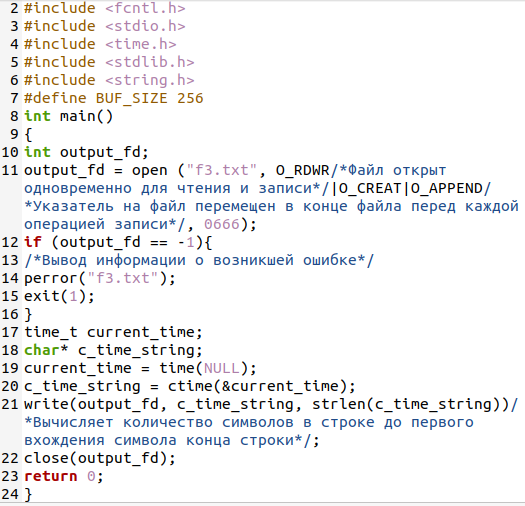 2 #include <fcntl.h>
3 #include <stdio.h>
4 #include <time.h>
5 #include <stdlib.h>
6 #include <string.h>
7 #define BUF_SIZE 256
8 int main()
9 {
10 int output_fd;
11 output_fd = open ("f3.txt", O_RDWR/*Файл открыт
одновременно для чтения и записи*/|O_CREAT|O_APPEND/
*Указатель на файл перемещен в конце файла перед каждой
операцией записи*/, 0666);
12 if (output_fd == -1){
13 /*Вывод информации о возникшей ошибке*/
14 perror("f3.txt");
15 exit(1);
16 }
17 time_t current_time;
18 char* c_time_string;
19 current_time = time(NULL);
20 c_time_string = ctime(&current_time);
21 write(output_fd, c_time_string, strlen(c_time_string))/
*Вычисляет количество символов в строке до первого
вхождения символа конца строки*/;
22 close(output_fd);
23 return 0;
24 }